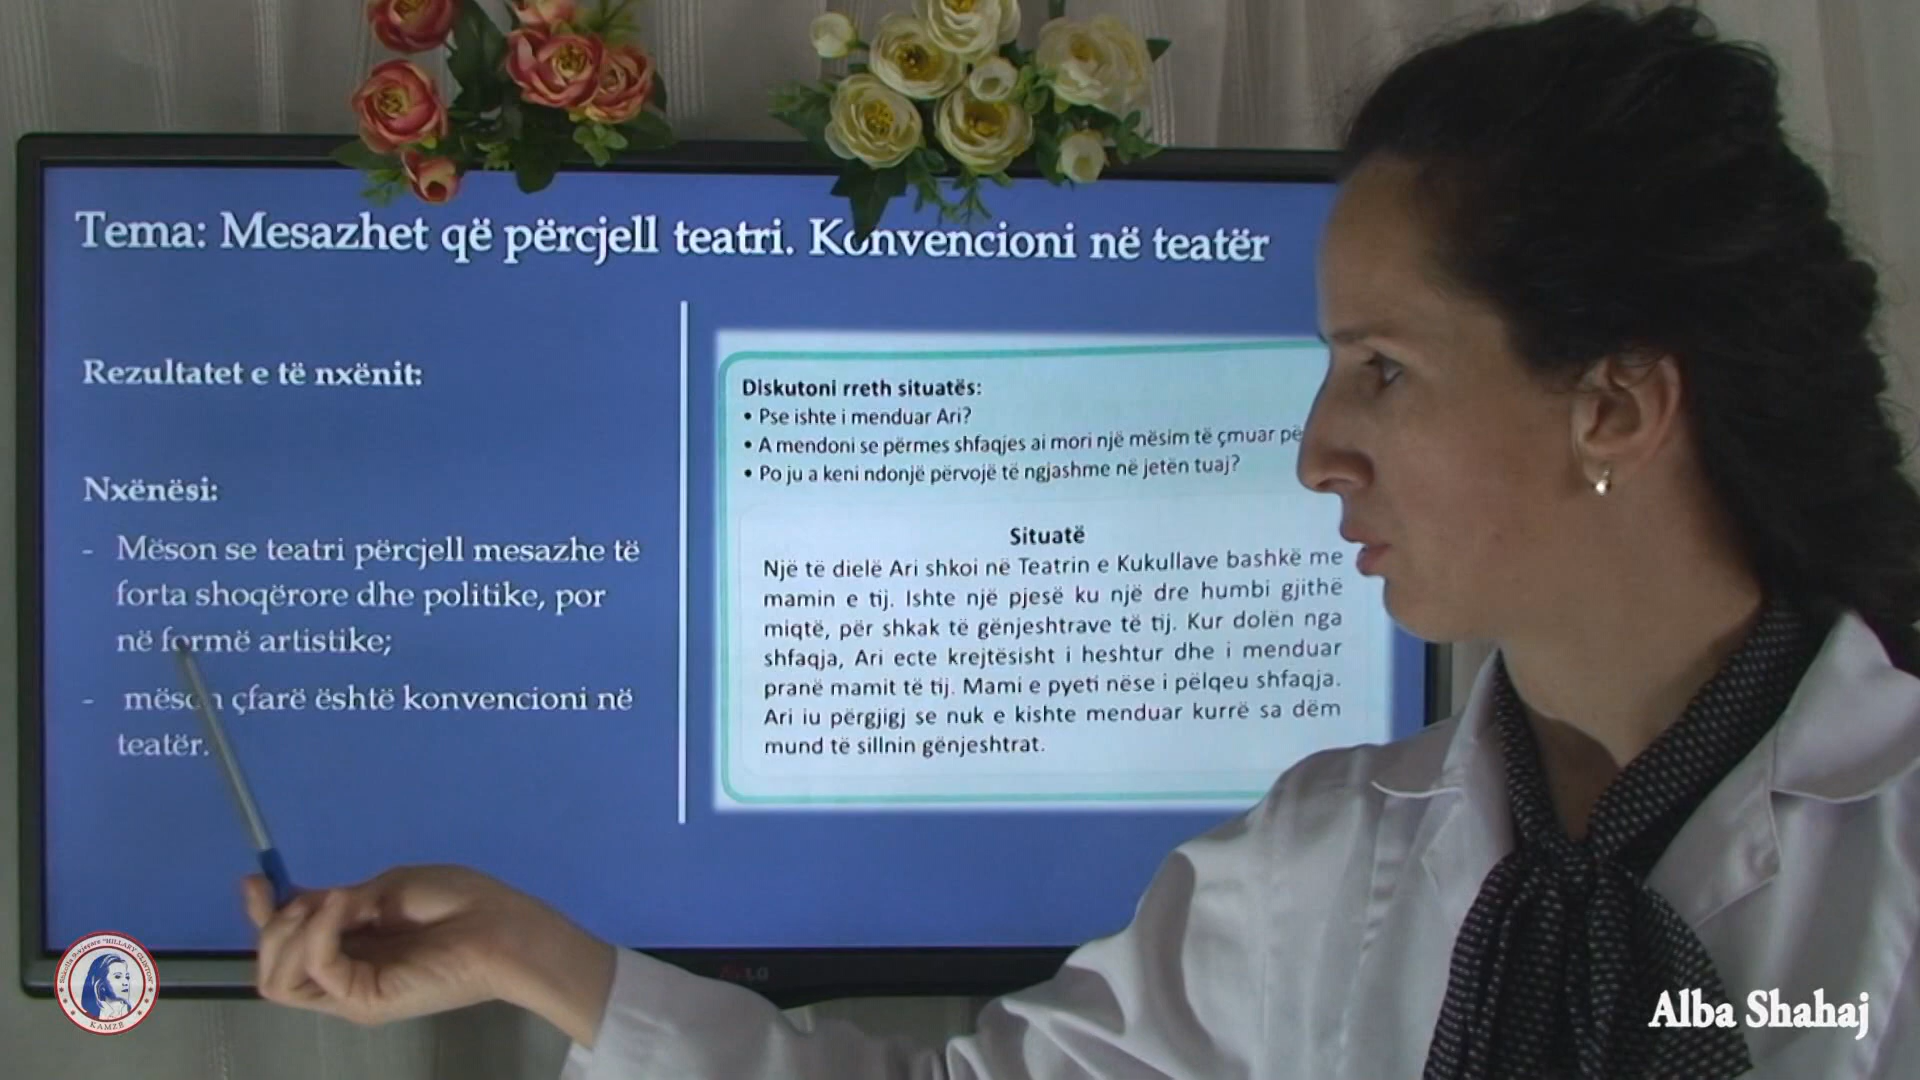 Tema: Mesazhet që përcjell teatri. Konvencioni në teatër
Rezultatet e të nxënit:
Nxënësi:
- Mëson se teatri përcjell mesazhe të
forta shoqërore dhe politike, por
në formë artistike;
- mëson çfarë është konvencioni në
teatër.
Diskutoni rreth situatës:
• Pse ishte i menduar Ari?
• A mendoni se përmes shfaqjes ai mori një mësim të çmuar
• Po ju a keni ndonjë përvojë të ngjashme në jetën tuaj?
Situatë
Një të dielë Ari shkoi në Teatrin e Kukullave bashkë me
mamin e tij. Ishte një pjesë ku një dre humbi gjithë
miqtë, për shkak të gënjeshtrave të tij. Kur dolën nga
shfaqja, Ari ecte krejtësisht i heshtur dhe i menduar
pranë mamit të tij. Mami e pyeti nëse i pëlqeu shfaqja.
Ari iu përgjigj se nuk e kishte menduar kurrë sa dëm
mund të sillnin gënjeshtrat.
LG
"HILLARY CLINTON"
KAMZË
Alba Shahaj